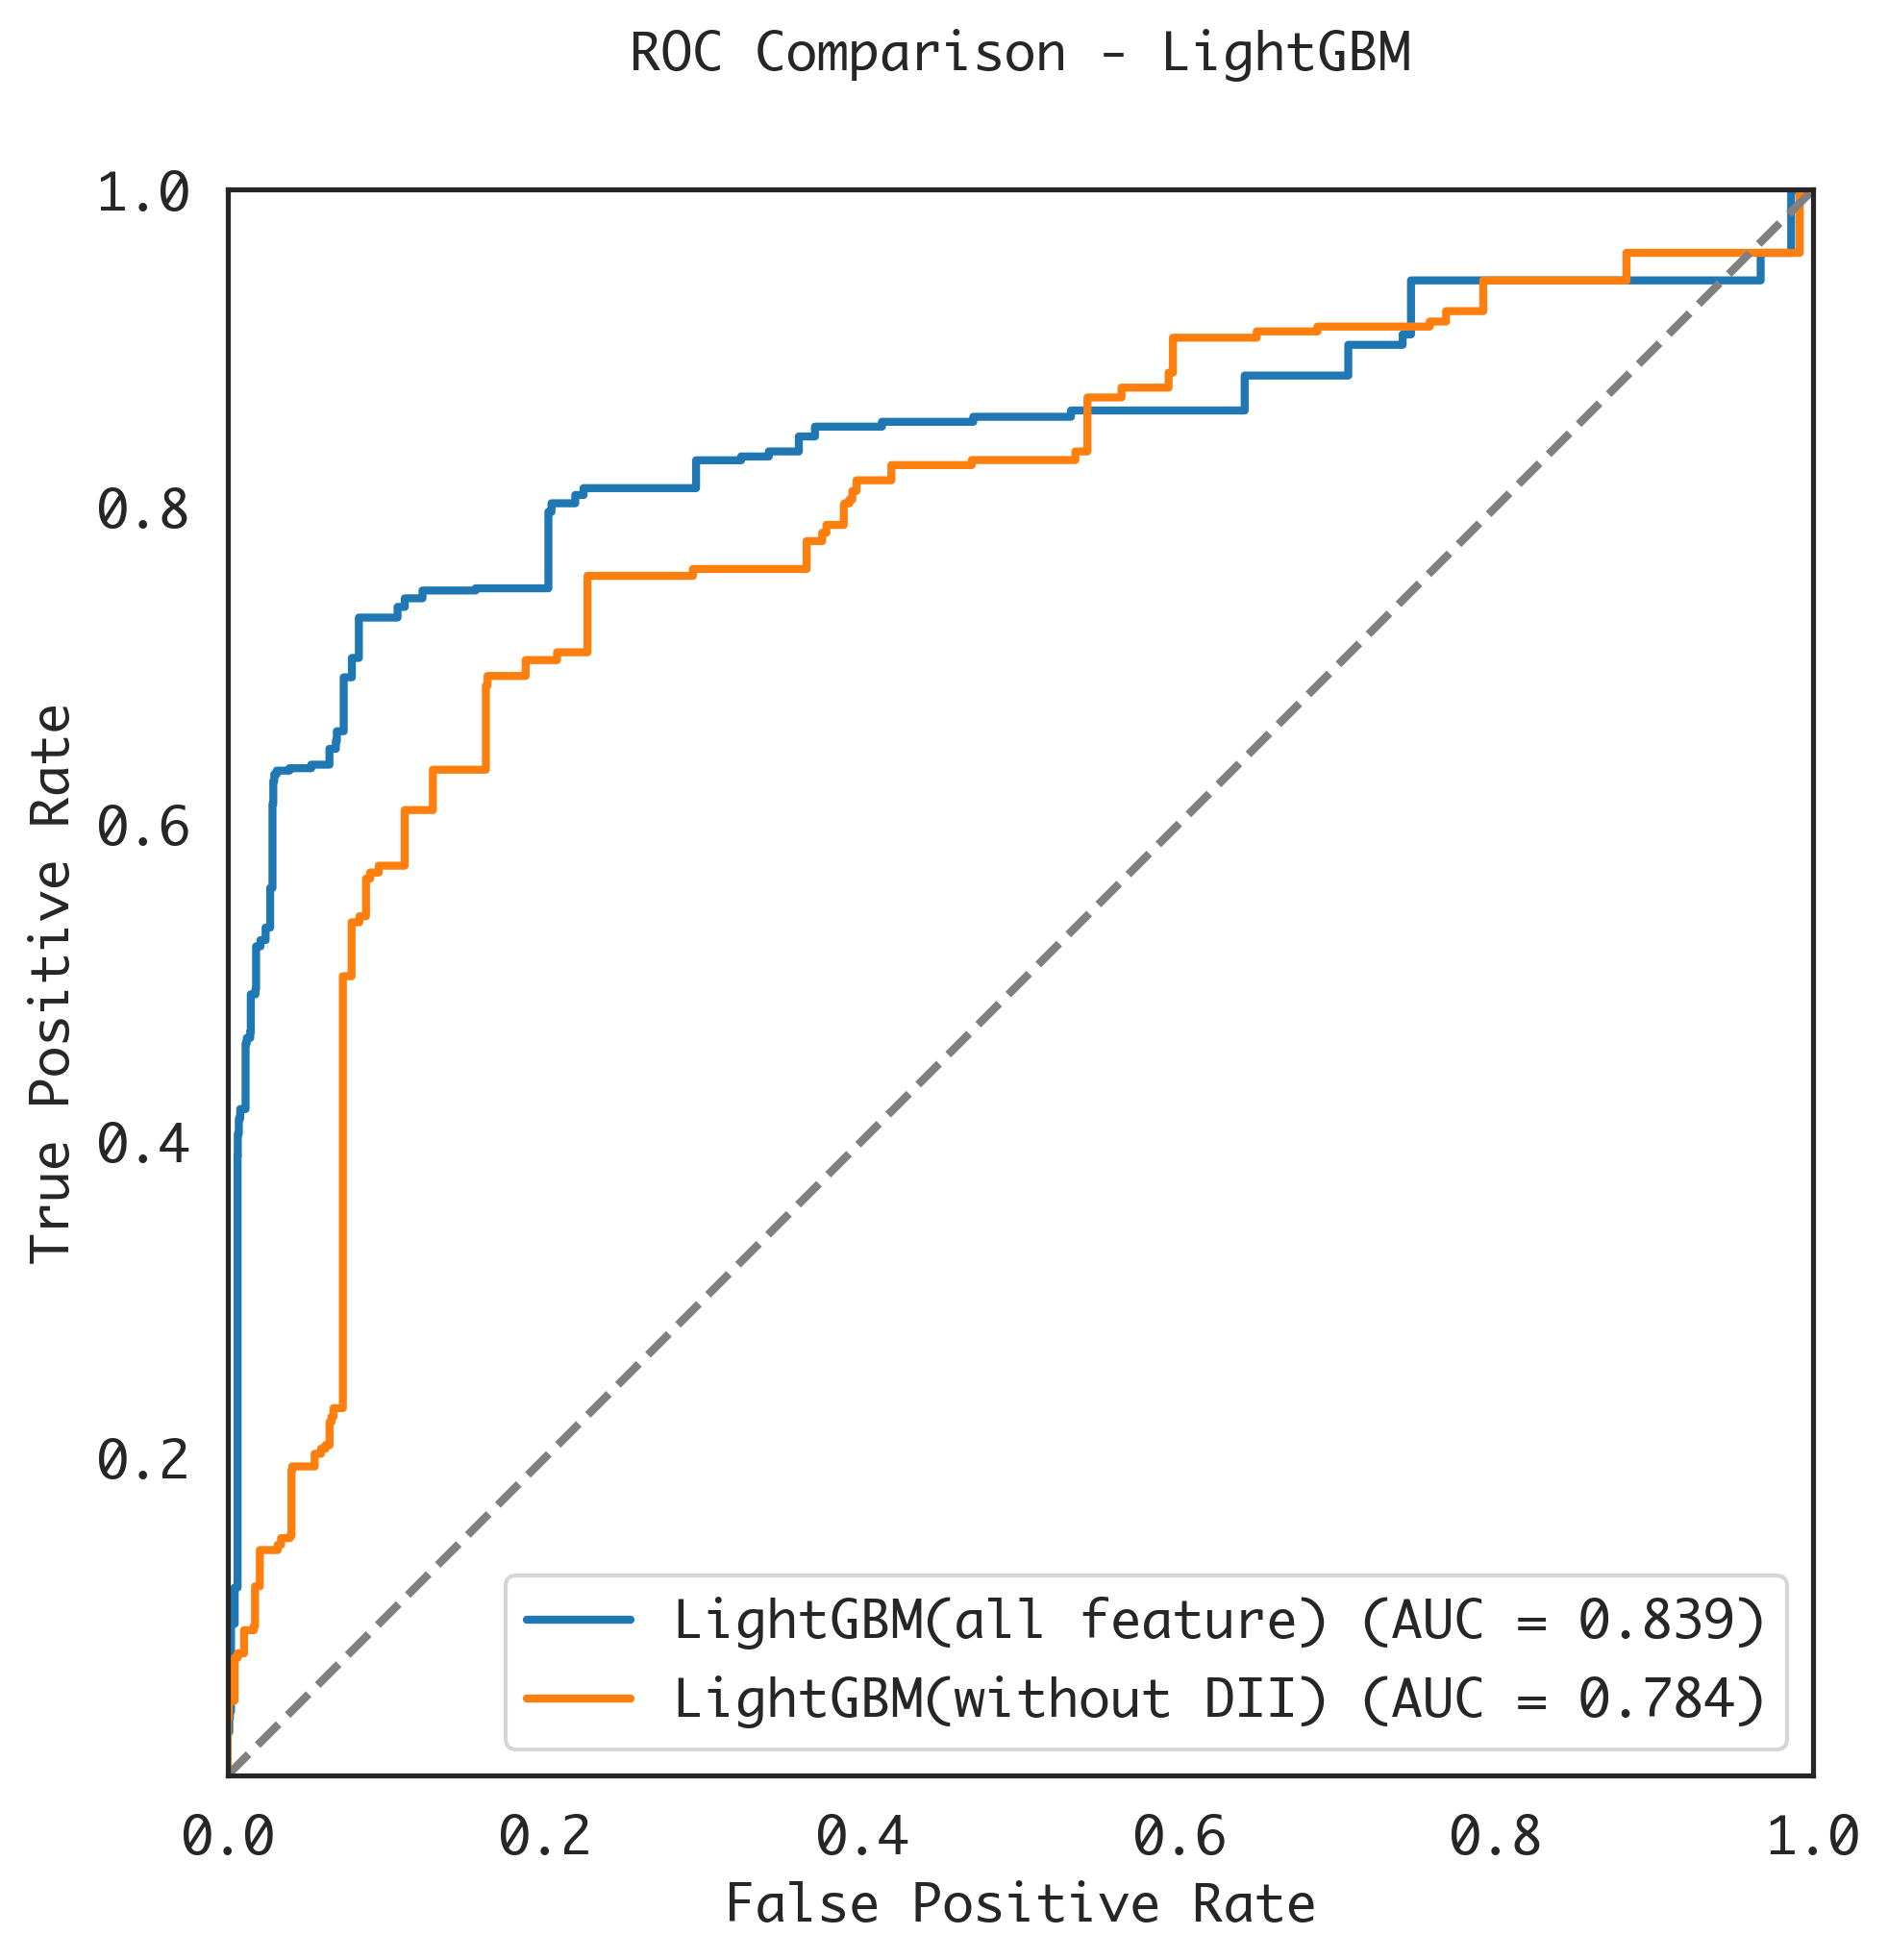 ROC Comparison - LightGBM
1.0
0.8
0.6
0.4
0.2
True Positive Rate
LightGBM(all feature) (AUC = 0.839)
LightGBM(without DII) (AUC = 0.784)
0.0 0.2 0.4 0.6 0.8 1.0
False Positive Rate